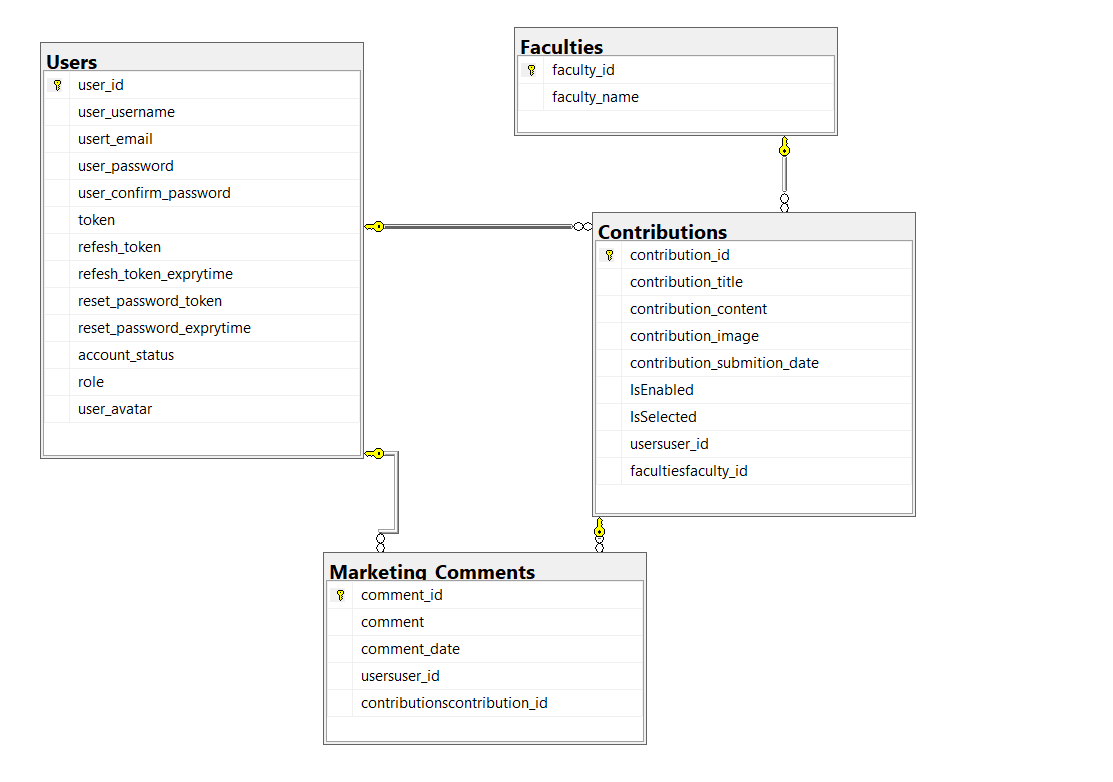 Users
user_id
user_username
usert_email
user_password
user_confirm_password
token
refesh_token
refesh_token_exprytime
reset_password_token
reset_password_exprytime
account_status
role
user_avatar
Faculties
faculty_id
faculty_name
Contributions
contribution_id
contribution_title
contribution_content
contribution_image
contribution_submition_date
IsEnabled
IsSelected
usersuser_id
facultiesfaculty_id
Marketing_Comments
comment_id
comment
comment_date
usersuser_id
contributionscontribution_id